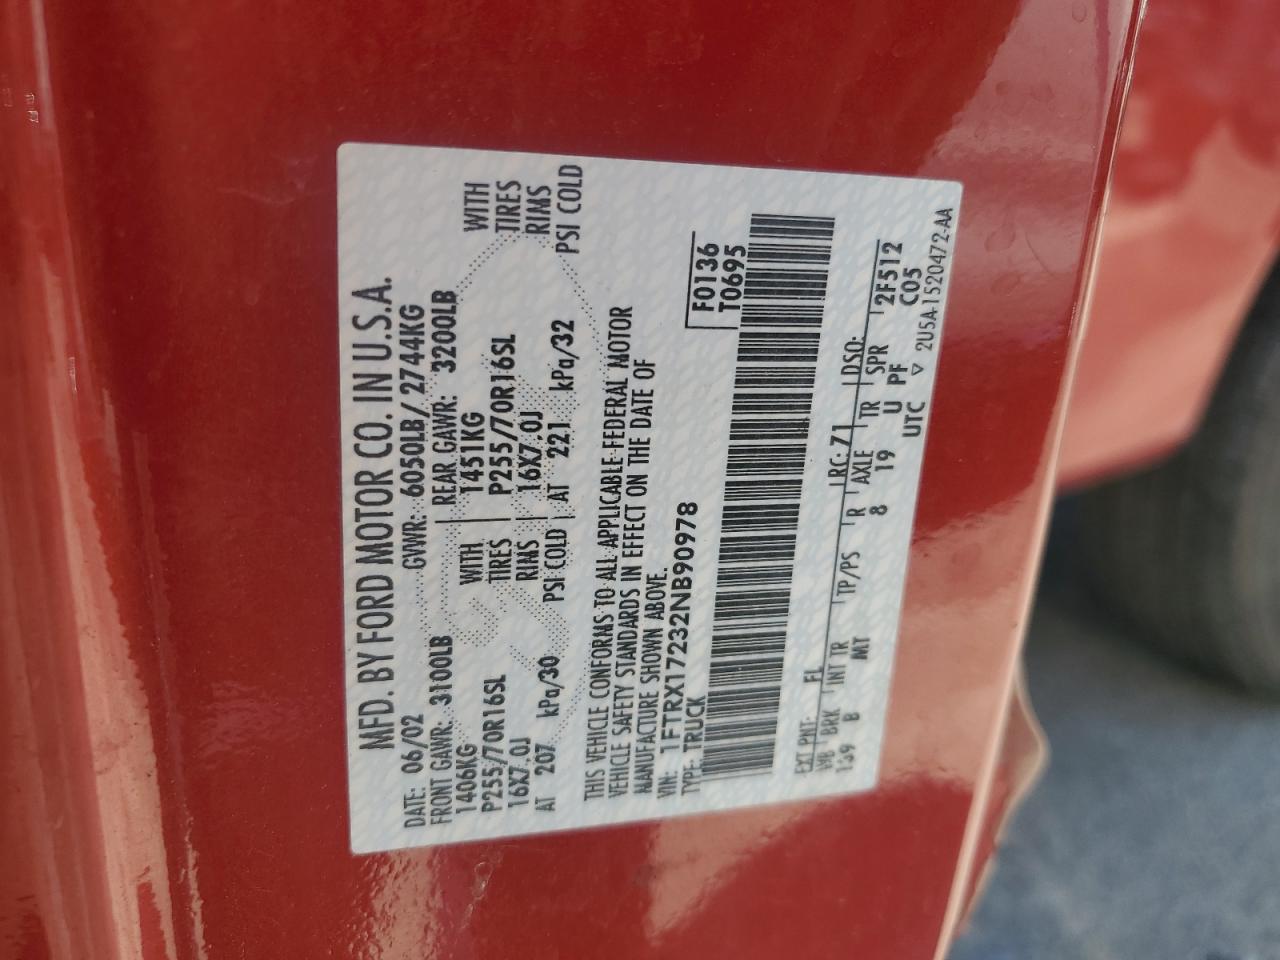 MFD. BY FORD MOTOR CO. IN U.S.A.
DATE: 06/02 GVWR: 6050LB/2744KG
FRONT GAWR: 3100LB REAR GAWR: 3200LB
1406KG WITH 1451KG WITH
P255/70R16SL TIRES P255/70R16SL TIRES
16X7.0J RIMS 16X7.0J RIMS
AT 207 kPa/30 PSI COLD AT 221 kPa/32 PSI COLD
THIS VEHICLE CONFORMS TO ALL APPLICABLE FEDERAL MOTOR
VEHICLE SAFETY STANDARDS IN EFFECT ON THE DATE OF
MANUFACTURE SHOWN ABOVE.
VIN: 1FTRX17232NB90978 F0136
TYPE: TRUCK T0695
EXT PNT: FL RC: 71 DSO:
WB BRK INT TR TP/PS R AXLE TR SPR 2F512
139 B MT 8 19 U PF C05
UTC ▽ 2U5A-1520472-AA